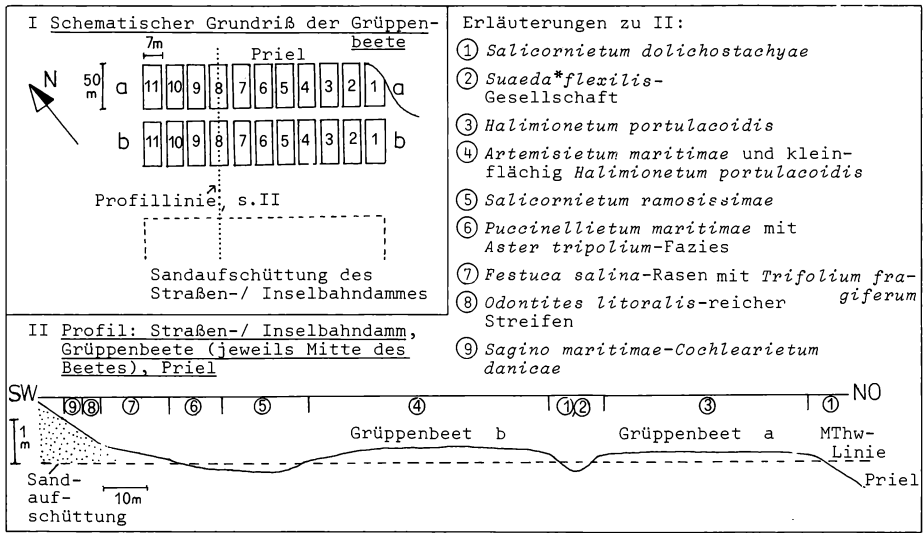 I Schematischer Grundriß der Grüppen-
beete
7m
Priel
N
50
m
a
11 10 9 8 7 6 5 4 3 2 1
a
b
11 10 9 8 7 6 5 4 3 2 1
b
Profillinie, s.II
Sandaufschüttung des
Straßen-/ Inselbahndammes
Erläuterungen zu II:
① Salicornietum dolichostachyae
② Suaeda*flexilis-
Gesellschaft
③ Halimionetum portulacoidis
④ Artemisietum maritimae und klein-
flächig Halimionetum portulacoidis
⑤ Salicornietum ramosissimae
⑥ Puccinellietum maritimae mit
Aster tripolium-Fazies
⑦ Festuca salina-Rasen mit Trifolium fra-
giferum
⑧ Odontites litoralis-reicher
Streifen
⑨ Sagino maritimae-Cochlearietum
danicae
II Profil: Straßen-/ Inselbahndamm,
Grüppenbeete (jeweils Mitte des
Beetes), Priel
SW
⑨ ⑧ ⑦ ⑥ ⑤ ④ ① ② ③ ①
NO
1
m
Grüppenbeet b
Grüppenbeet a
MThw-
Linie
Sand-
auf-
schüttung
10m
Priel